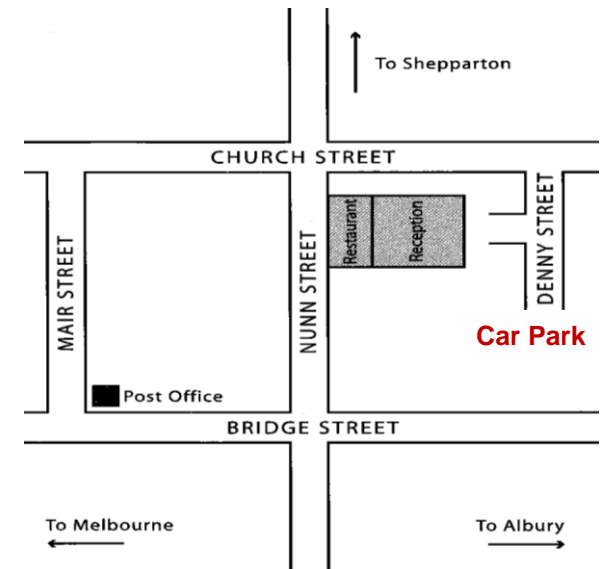 To Shepparton
CHURCH STREET
MAIR STREET
NUNN STREET
Restaurant
Reception
DENNY STREET
Car Park
Post Office
BRIDGE STREET
To Melbourne
To Albury